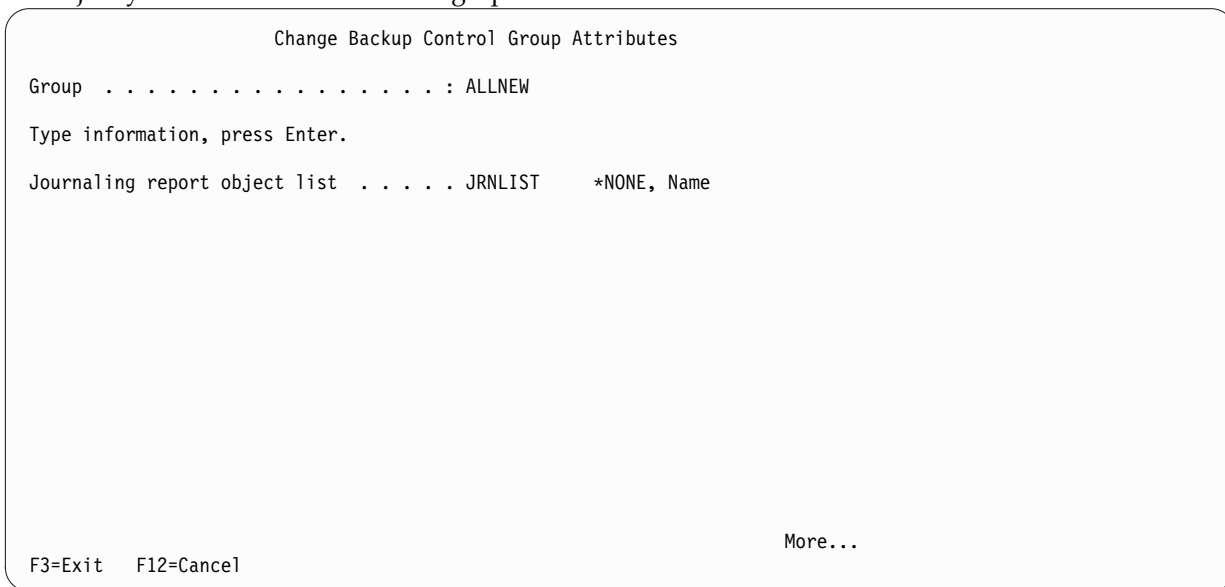 Change Backup Control Group Attributes
Group . . . . . . . . . . . . . . . . : ALLNEW
Type information, press Enter.
Journaling report object list . . . . . JRNLIST *NONE, Name
More...
F3=Exit F12=Cancel